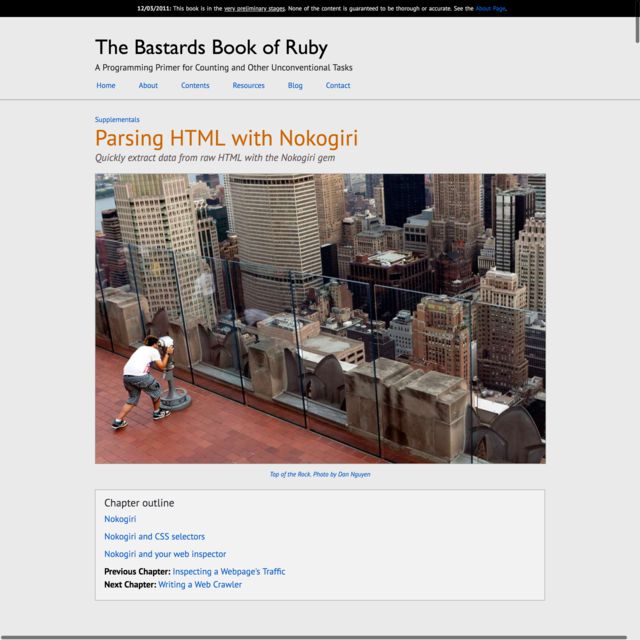 12/03/2011: This book is in the very preliminary stages. None of the content is guaranteed to be thorough or accurate. See the About Page.
The Bastards Book of Ruby
A Programming Primer for Counting and Other Unconventional Tasks
Home About Contents Resources Blog Contact
Supplementals
Parsing HTML with Nokogiri
Quickly extract data from raw HTML with the Nokogiri gem
Top of the Rock. Photo by Dan Nguyen
Chapter outline
Nokogiri
Nokogiri and CSS selectors
Nokogiri and your web inspector
Previous Chapter: Inspecting a Webpage's Traffic
Next Chapter: Writing a Web Crawler